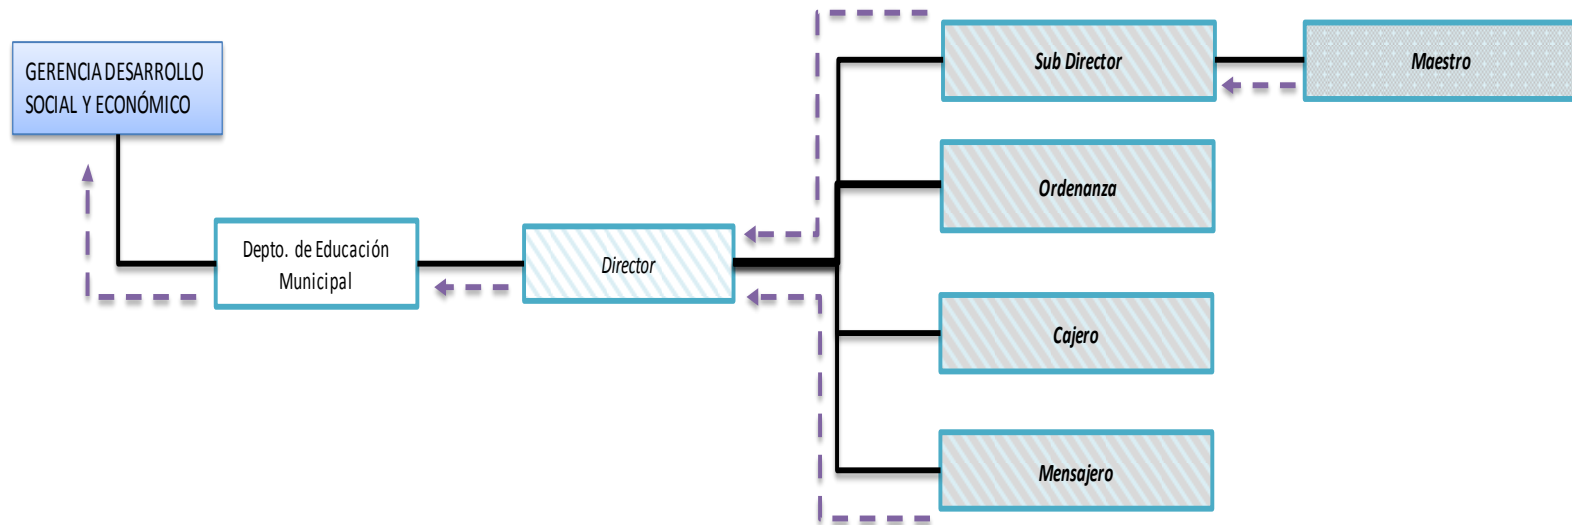 GERENCIA DESARROLLO
SOCIAL Y ECONÓMICO
Depto. de Educación
Municipal
Director
Sub Director
Maestro
Ordenanza
Cajero
Mensajero